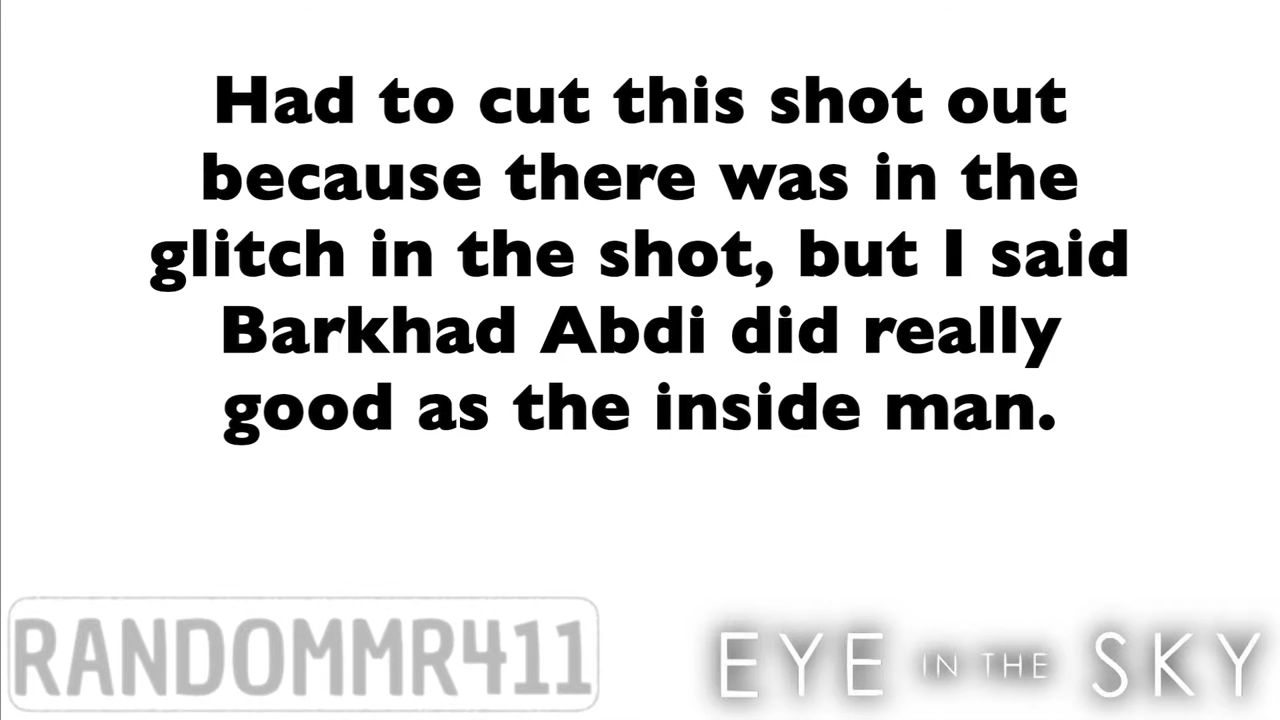 Had to cut this shot out
because there was in the
glitch in the shot, but I said
Barkhad Abdi did really
good as the inside man.
RANDOMMR411
EYE IN THE SKY